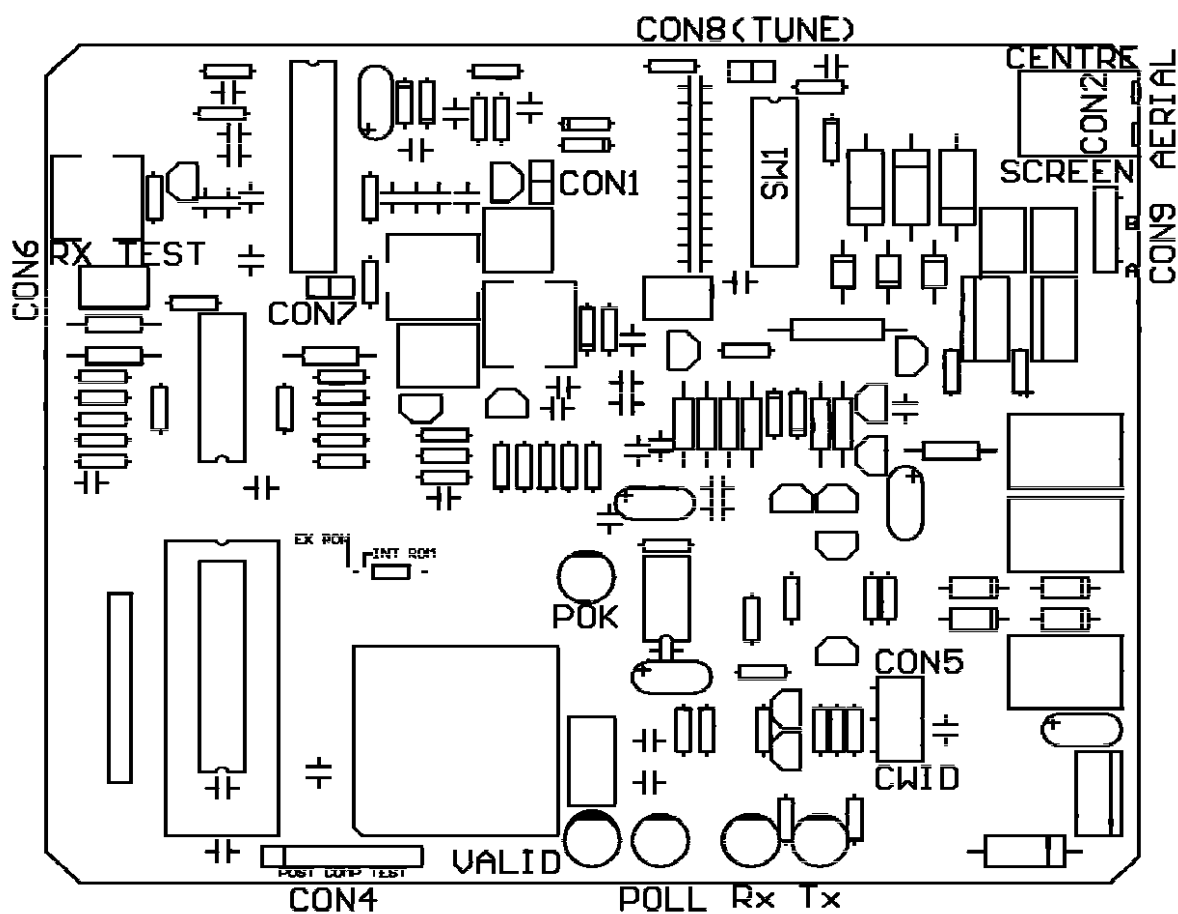 CON8(TUNE)
CENTRE
CON2
AERIAL
SW1
CON1
SCREEN
B
CON9
A
CON6
RX TEST
CON7
EX ROM
INT ROM
POK
CON5
CWID
VALID
POST COMP TEST
CON4
POLL
Rx
Tx